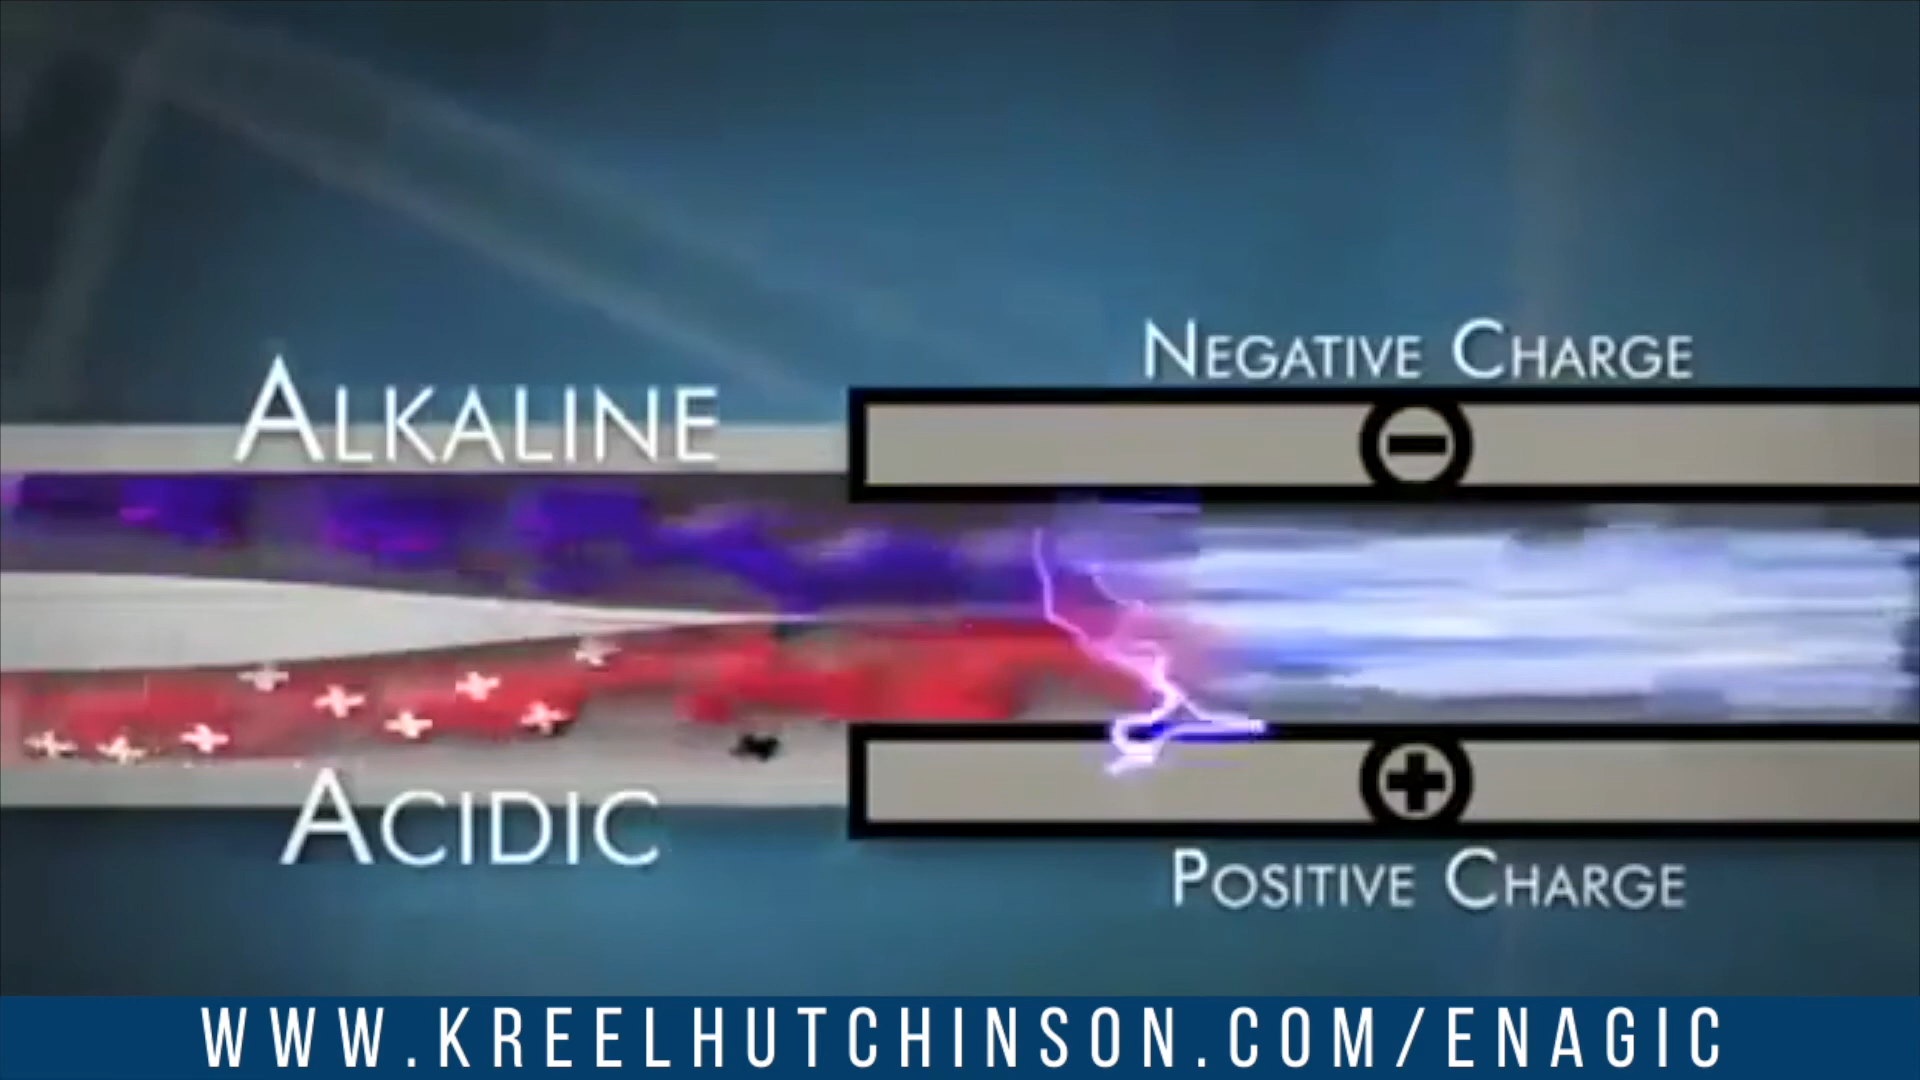 NEGATIVE CHARGE
ALKALINE
ACIDIC
POSITIVE CHARGE
WWW.KREELHUTCHINSON.COM/ENAGIC